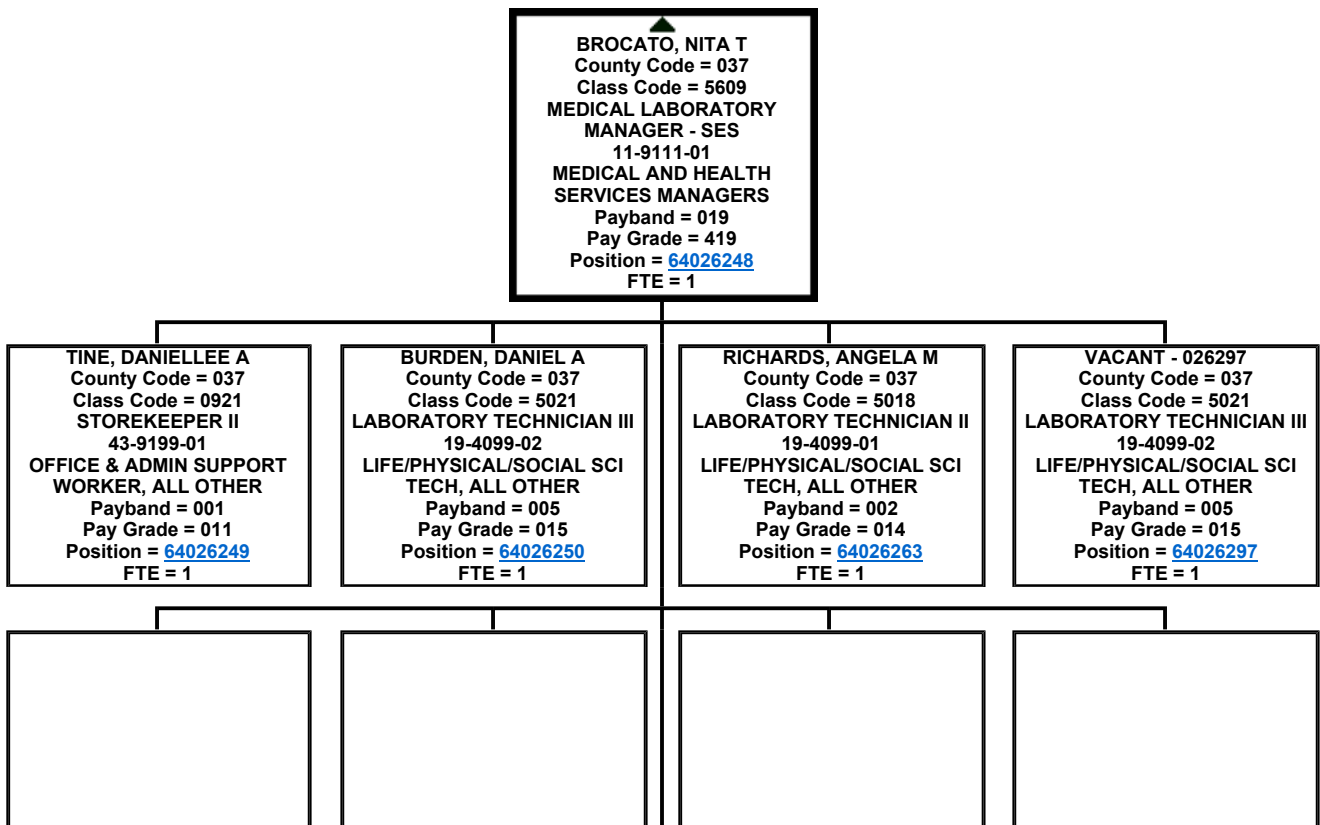 BROCATO, NITA T
County Code = 037
Class Code = 5609
MEDICAL LABORATORY
MANAGER - SES
11-9111-01
MEDICAL AND HEALTH
SERVICES MANAGERS
Payband = 019
Pay Grade = 419
Position = 64026248
FTE = 1
TINE, DANIELLEE A
County Code = 037
Class Code = 0921
STOREKEEPER II
43-9199-01
OFFICE & ADMIN SUPPORT
WORKER, ALL OTHER
Payband = 001
Pay Grade = 011
Position = 64026249
FTE = 1
BURDEN, DANIEL A
County Code = 037
Class Code = 5021
LABORATORY TECHNICIAN III
19-4099-02
LIFE/PHYSICAL/SOCIAL SCI
TECH, ALL OTHER
Payband = 005
Pay Grade = 015
Position = 64026250
FTE = 1
RICHARDS, ANGELA M
County Code = 037
Class Code = 5018
LABORATORY TECHNICIAN II
19-4099-01
LIFE/PHYSICAL/SOCIAL SCI
TECH, ALL OTHER
Payband = 002
Pay Grade = 014
Position = 64026263
FTE = 1
VACANT - 026297
County Code = 037
Class Code = 5021
LABORATORY TECHNICIAN III
19-4099-02
LIFE/PHYSICAL/SOCIAL SCI
TECH, ALL OTHER
Payband = 005
Pay Grade = 015
Position = 64026297
FTE = 1